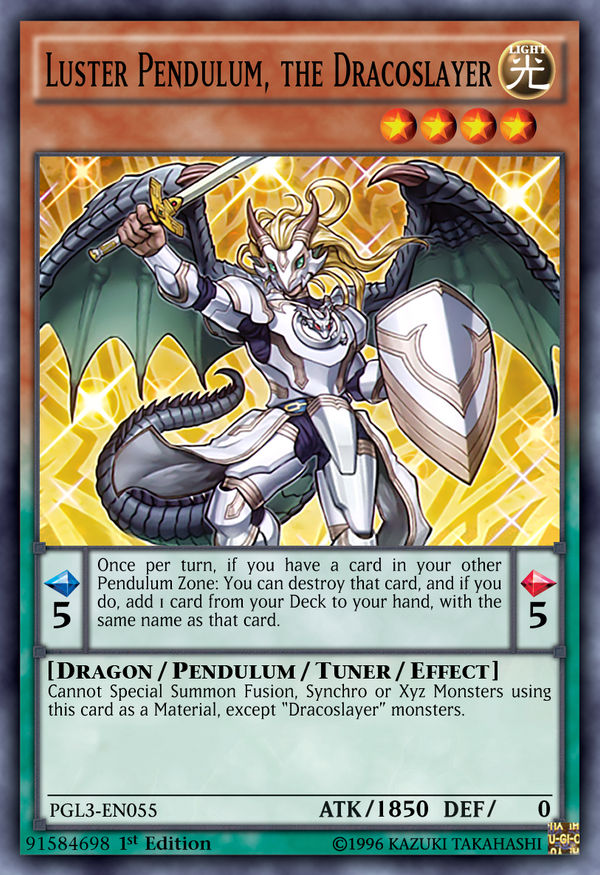 Luster Pendulum, the Dracoslayer
LIGHT
光
Once per turn, if you have a card in your other
Pendulum Zone: You can destroy that card, and if you
do, add 1 card from your Deck to your hand, with the
same name as that card.
5
5
[Dragon / Pendulum / Tuner / Effect]
Cannot Special Summon Fusion, Synchro or Xyz Monsters using
this card as a Material, except “Dracoslayer” monsters.
PGL3-EN055
ATK/1850 DEF/ 0
91584698 1st Edition
©1996 KAZUKI TAKAHASHI